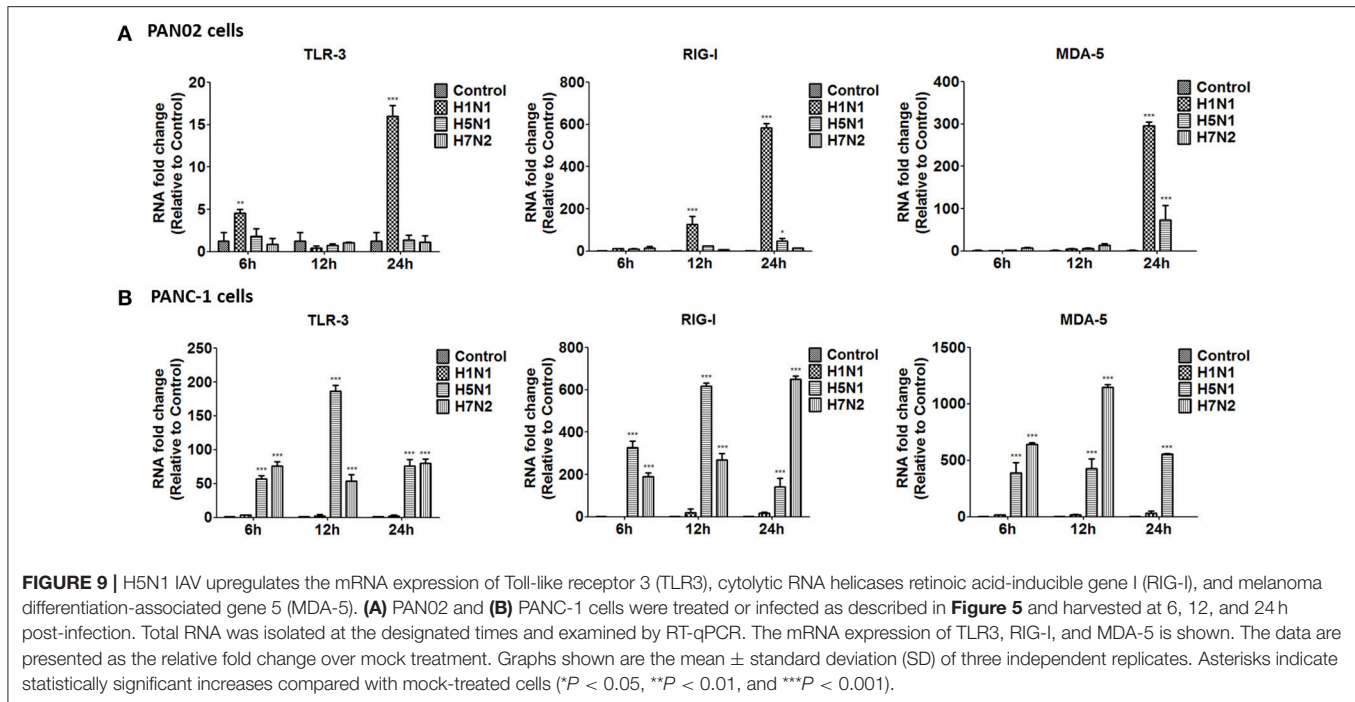 A PAN02 cells
TLR-3
RNA fold change
(Relative to Control)
20
15
10
5
0
**
***
6h 12h 24h
Control
H1N1
H5N1
H7N2
RIG-I
RNA fold change
(Relative to Control)
800
600
400
200
0
***
***
*
6h 12h 24h
Control
H1N1
H5N1
H7N2
MDA-5
RNA fold change
(Relative to Control)
400
300
200
100
0
***
***
6h 12h 24h
Control
H1N1
H5N1
H7N2
B PANC-1 cells
TLR-3
RNA fold change
(Relative to Control)
250
200
150
100
50
0
***
***
***
***
***
***
6h 12h 24h
Control
H1N1
H5N1
H7N2
RIG-I
RNA fold change
(Relative to Control)
800
600
400
200
0
***
***
***
***
***
***
6h 12h 24h
Control
H1N1
H5N1
H7N2
MDA-5
RNA fold change
(Relative to Control)
1500
1000
500
0
***
***
***
***
***
6h 12h 24h
Control
H1N1
H5N1
H7N2
FIGURE 9 | H5N1 IAV upregulates the mRNA expression of Toll-like receptor 3 (TLR3), cytolytic RNA helicases retinoic acid-inducible gene I (RIG-I), and melanoma
differentiation-associated gene 5 (MDA-5). (A) PAN02 and (B) PANC-1 cells were treated or infected as described in Figure 5 and harvested at 6, 12, and 24 h
post-infection. Total RNA was isolated at the designated times and examined by RT-qPCR. The mRNA expression of TLR3, RIG-I, and MDA-5 is shown. The data are
presented as the relative fold change over mock treatment. Graphs shown are the mean ± standard deviation (SD) of three independent replicates. Asterisks indicate
statistically significant increases compared with mock-treated cells (*P < 0.05, **P < 0.01, and ***P < 0.001).